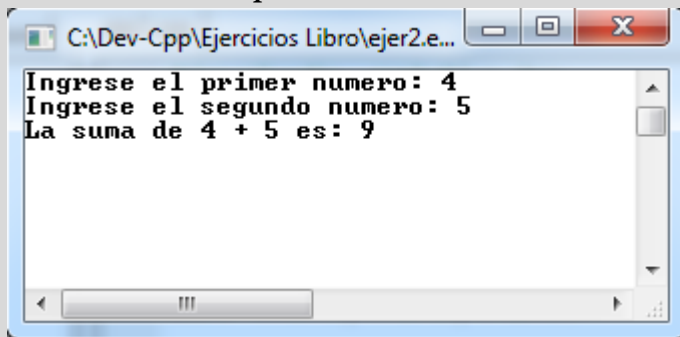 C:\Dev-Cpp\Ejercicios Libro\ejer2.e...
Ingrese el primer numero: 4
Ingrese el segundo numero: 5
La suma de 4 + 5 es: 9